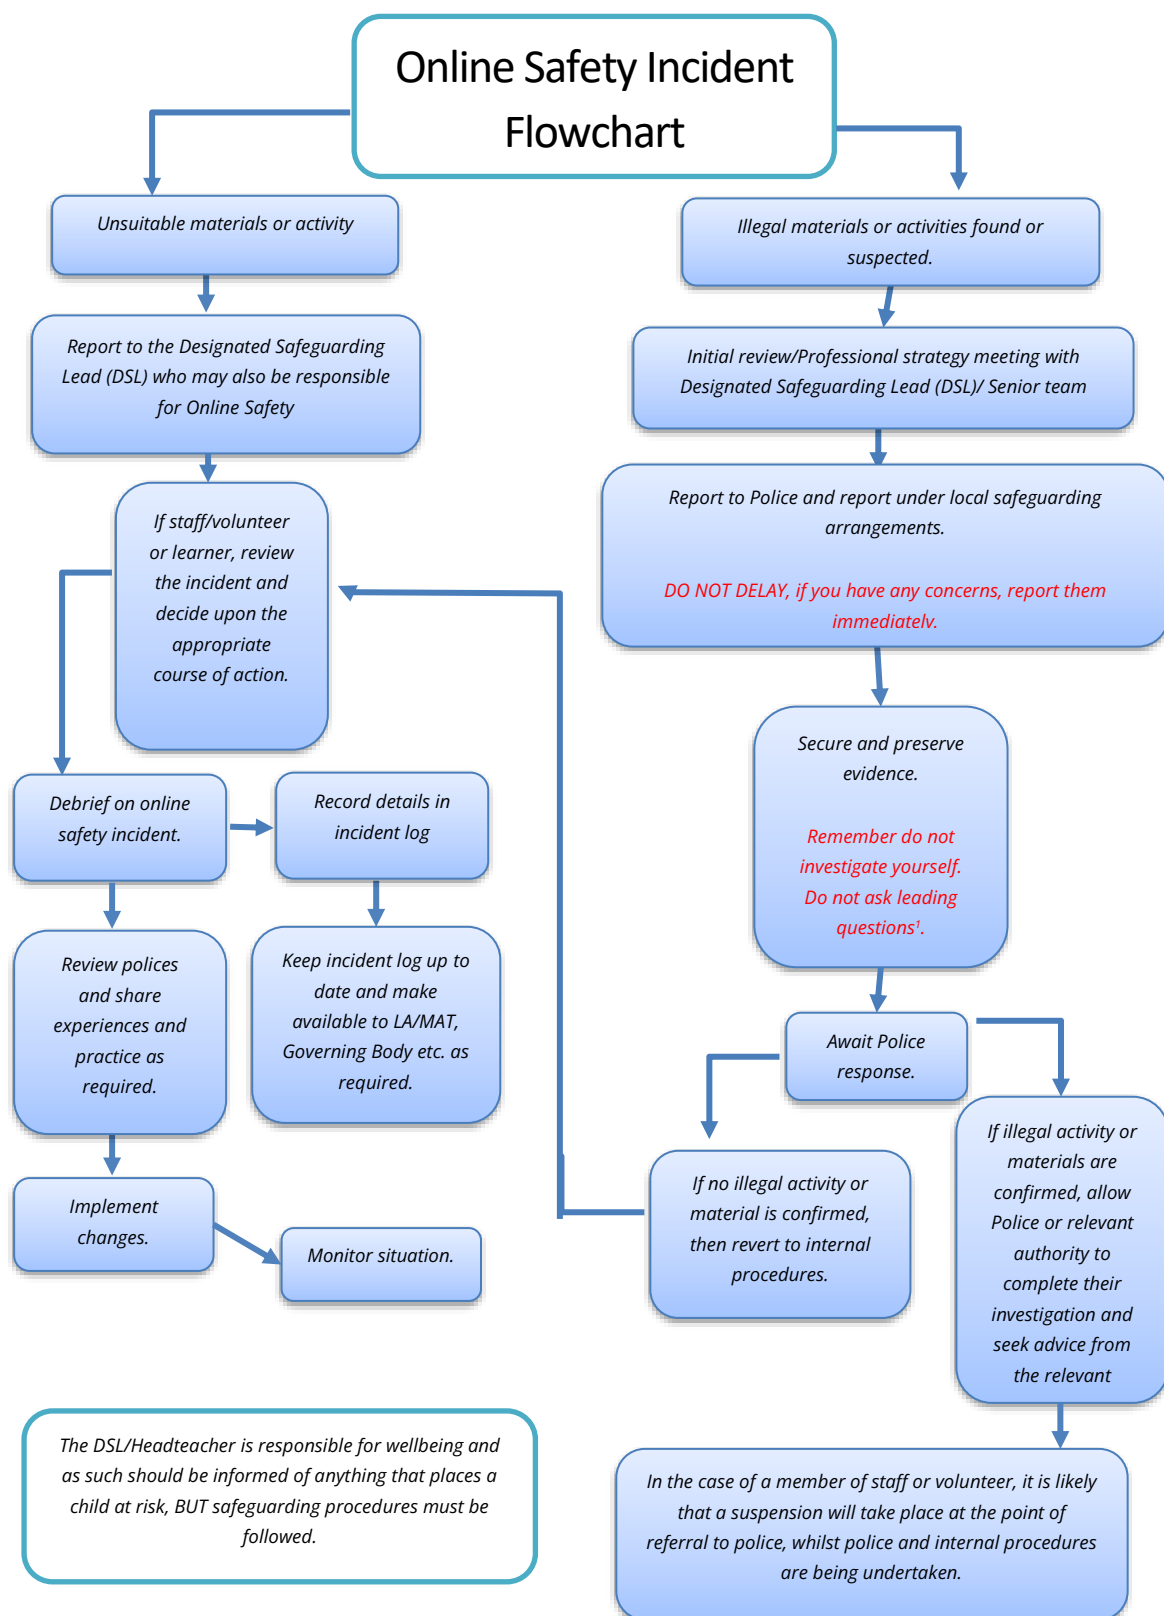 Online Safety Incident
Flowchart
Unsuitable materials or activity
Report to the Designated Safeguarding
Lead (DSL) who may also be responsible
for Online Safety
If staff/volunteer
or learner, review
the incident and
decide upon the
appropriate
course of action.
Debrief on online
safety incident.
Record details in
incident log
Review polices
and share
experiences and
practice as
required.
Keep incident log up to
date and make
available to LA/MAT,
Governing Body etc. as
required.
Implement
changes.
Monitor situation.
Illegal materials or activities found or
suspected.
Initial review/Professional strategy meeting with
Designated Safeguarding Lead (DSL)/ Senior team
Report to Police and report under local safeguarding
arrangements.
DO NOT DELAY, if you have any concerns, report them
immediately.
Secure and preserve
evidence.
Remember do not
investigate yourself.
Do not ask leading
questions¹.
Await Police
response.
If no illegal activity or
material is confirmed,
then revert to internal
procedures.
If illegal activity or
materials are
confirmed, allow
Police or relevant
authority to
complete their
investigation and
seek advice from
the relevant
In the case of a member of staff or volunteer, it is likely
that a suspension will take place at the point of
referral to police, whilst police and internal procedures
are being undertaken.
The DSL/Headteacher is responsible for wellbeing and
as such should be informed of anything that places a
child at risk, BUT safeguarding procedures must be
followed.